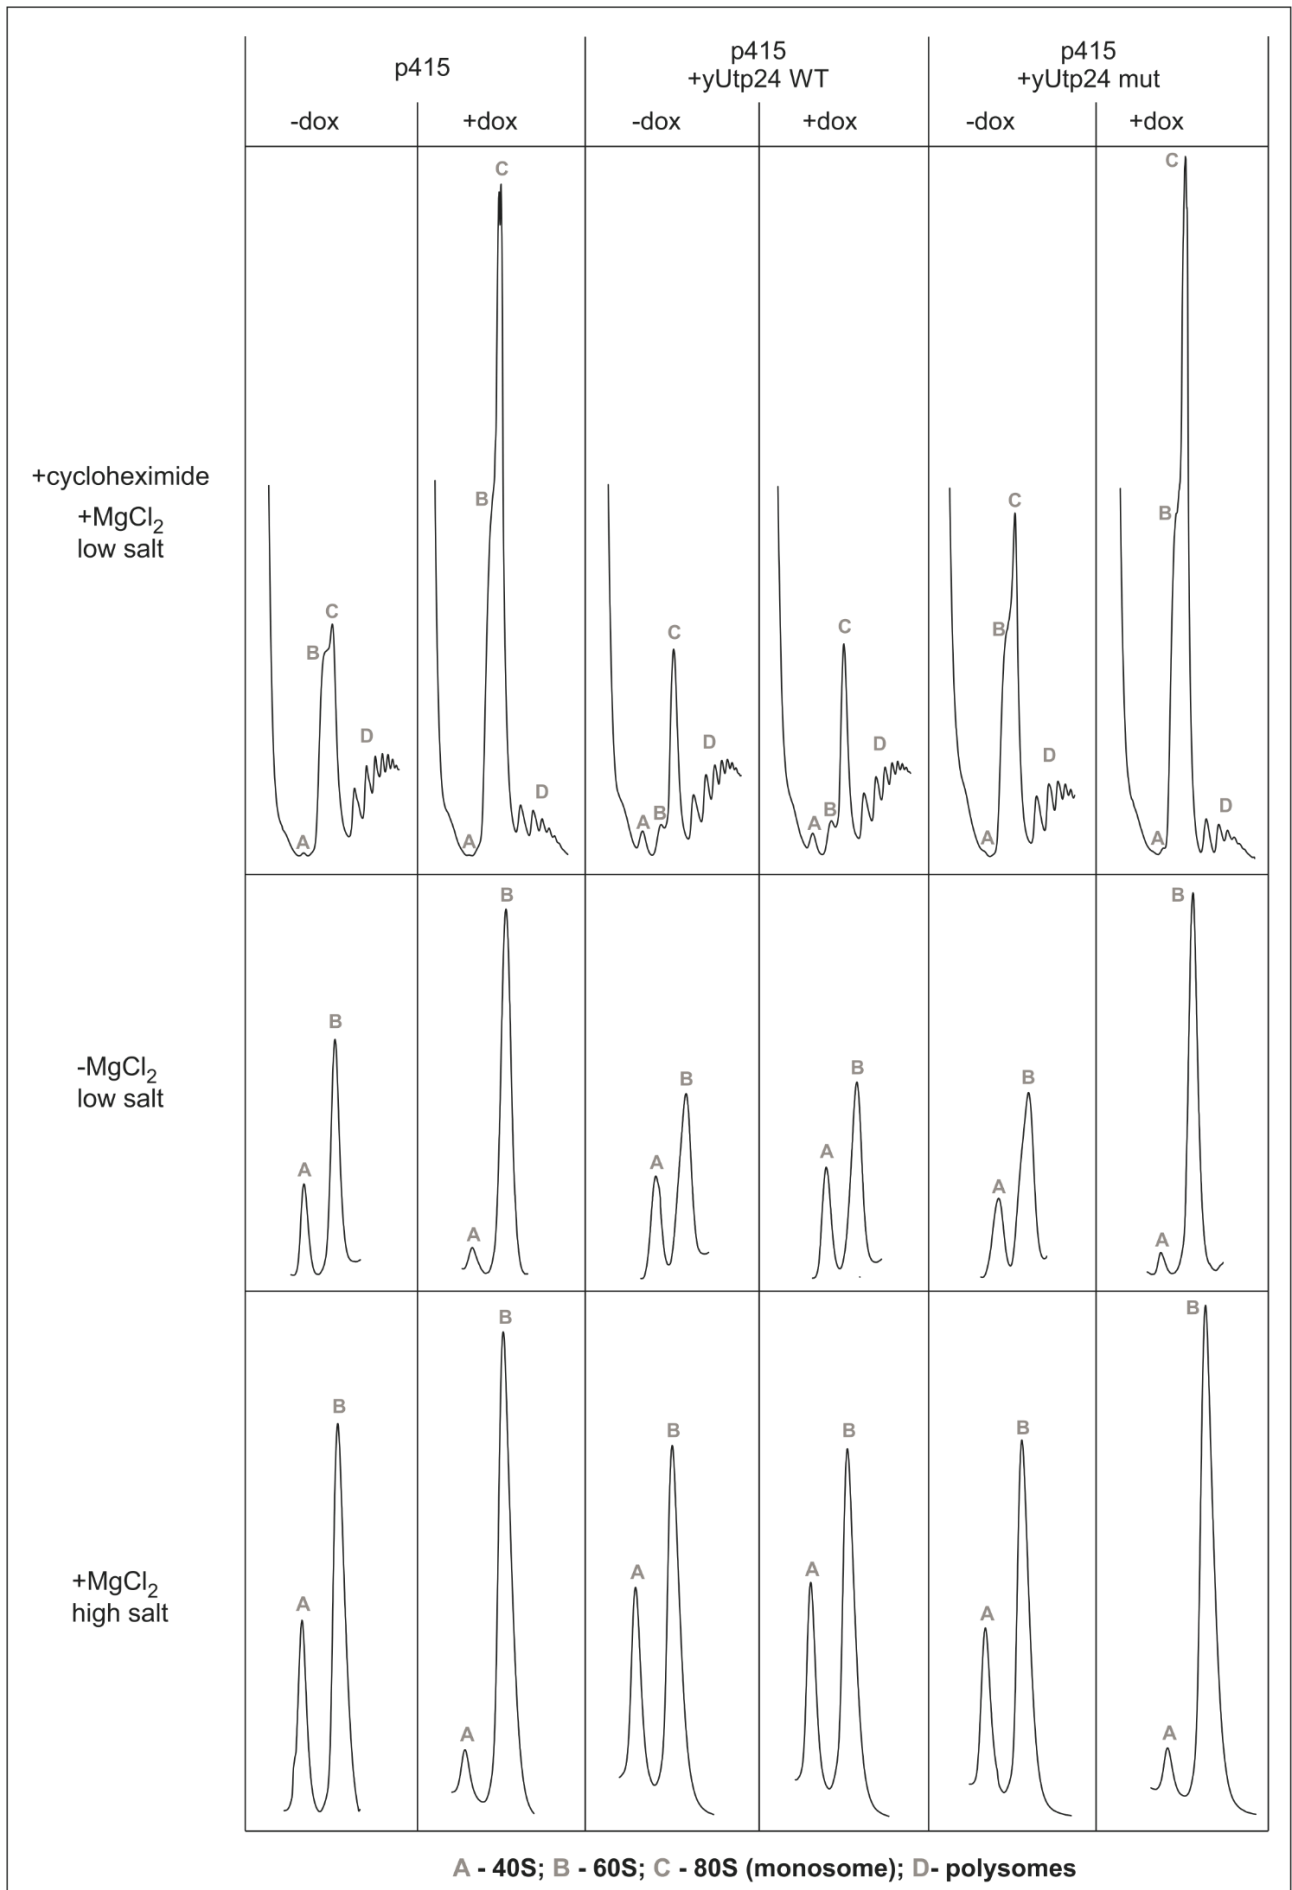 p415
p415
+yUtp24 WT
p415
+yUtp24 mut
-dox
+dox
-dox
+dox
-dox
+dox
+cycloheximide
+MgCl2
low salt
A
B
C
D
A
B
C
D
A
B
C
D
A
B
C
D
A
B
C
D
A
B
C
D
-MgCl2
low salt
A
B
A
B
A
B
A
B
A
B
A
B
+MgCl2
high salt
A
B
A
B
A
B
A
B
A
B
A
B
A - 40S; B - 60S; C - 80S (monosome); D- polysomes